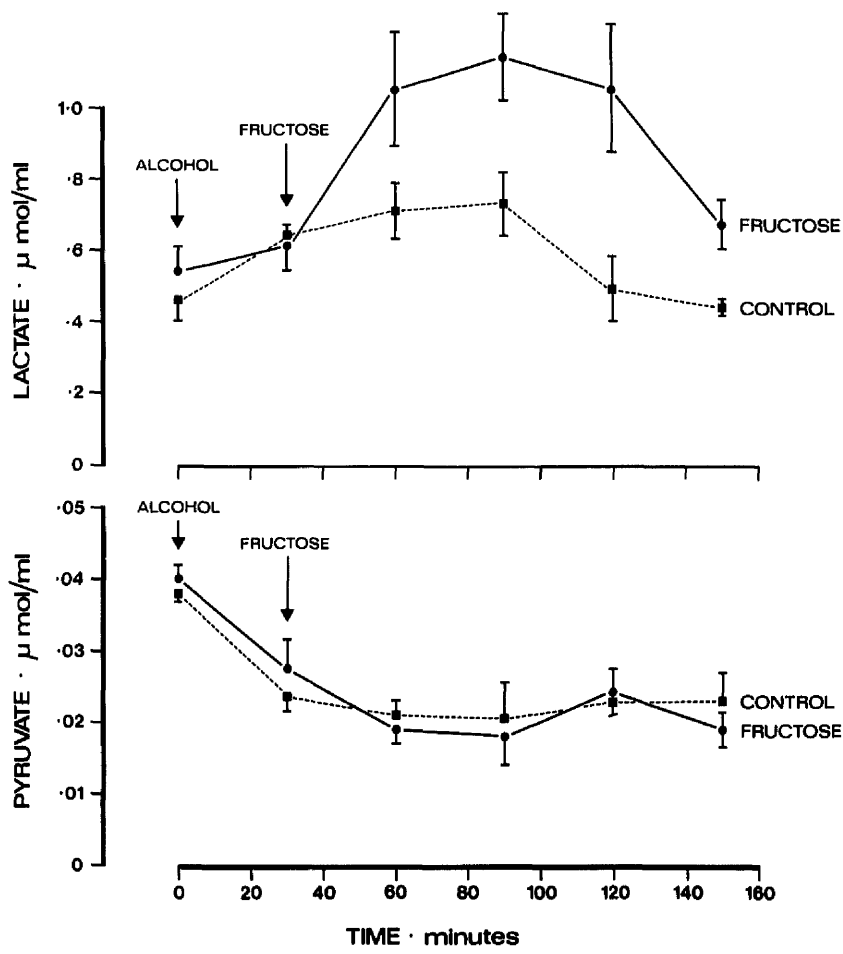 1·0
·8
·6
·4
·2
0
LACTATE · μ mol/ml
ALCOHOL
FRUCTOSE
FRUCTOSE
CONTROL
·05
·04
·03
·02
·01
0
PYRUVATE · μ mol/ml
ALCOHOL
FRUCTOSE
CONTROL
FRUCTOSE
0 20 40 60 80 100 120 140 160
TIME · minutes